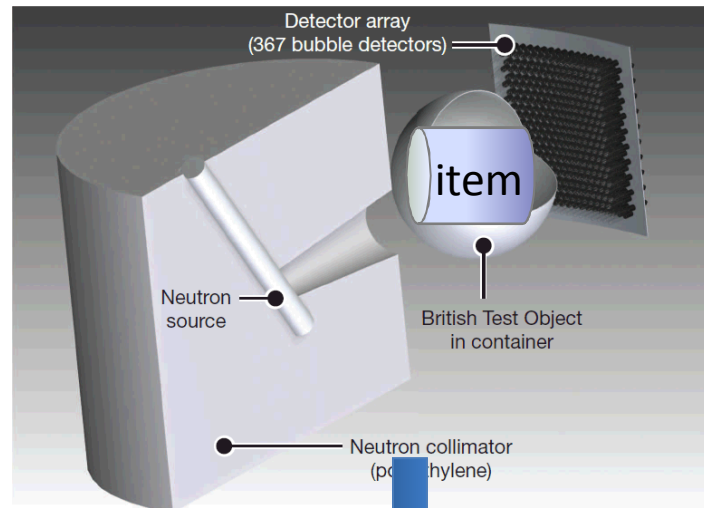 Detector array
(367 bubble detectors)
item
Neutron
source
British Test Object
in container
Neutron collimator